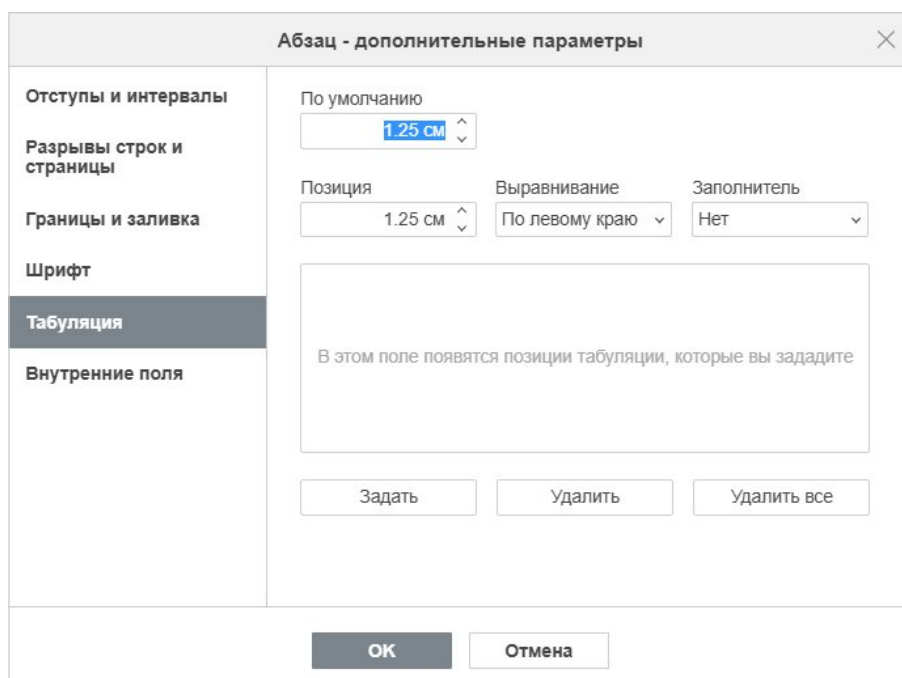 Абзац - дополнительные параметры
Отступы и интервалы
Разрывы строк и
страницы
Границы и заливка
Шрифт
Табуляция
Внутренние поля
По умолчанию
1.25 см
Позиция Выравнивание Заполнитель
1.25 см По левому краю Нет
В этом поле появятся позиции табуляции, которые вы зададите
Задать Удалить Удалить все
OK Отмена